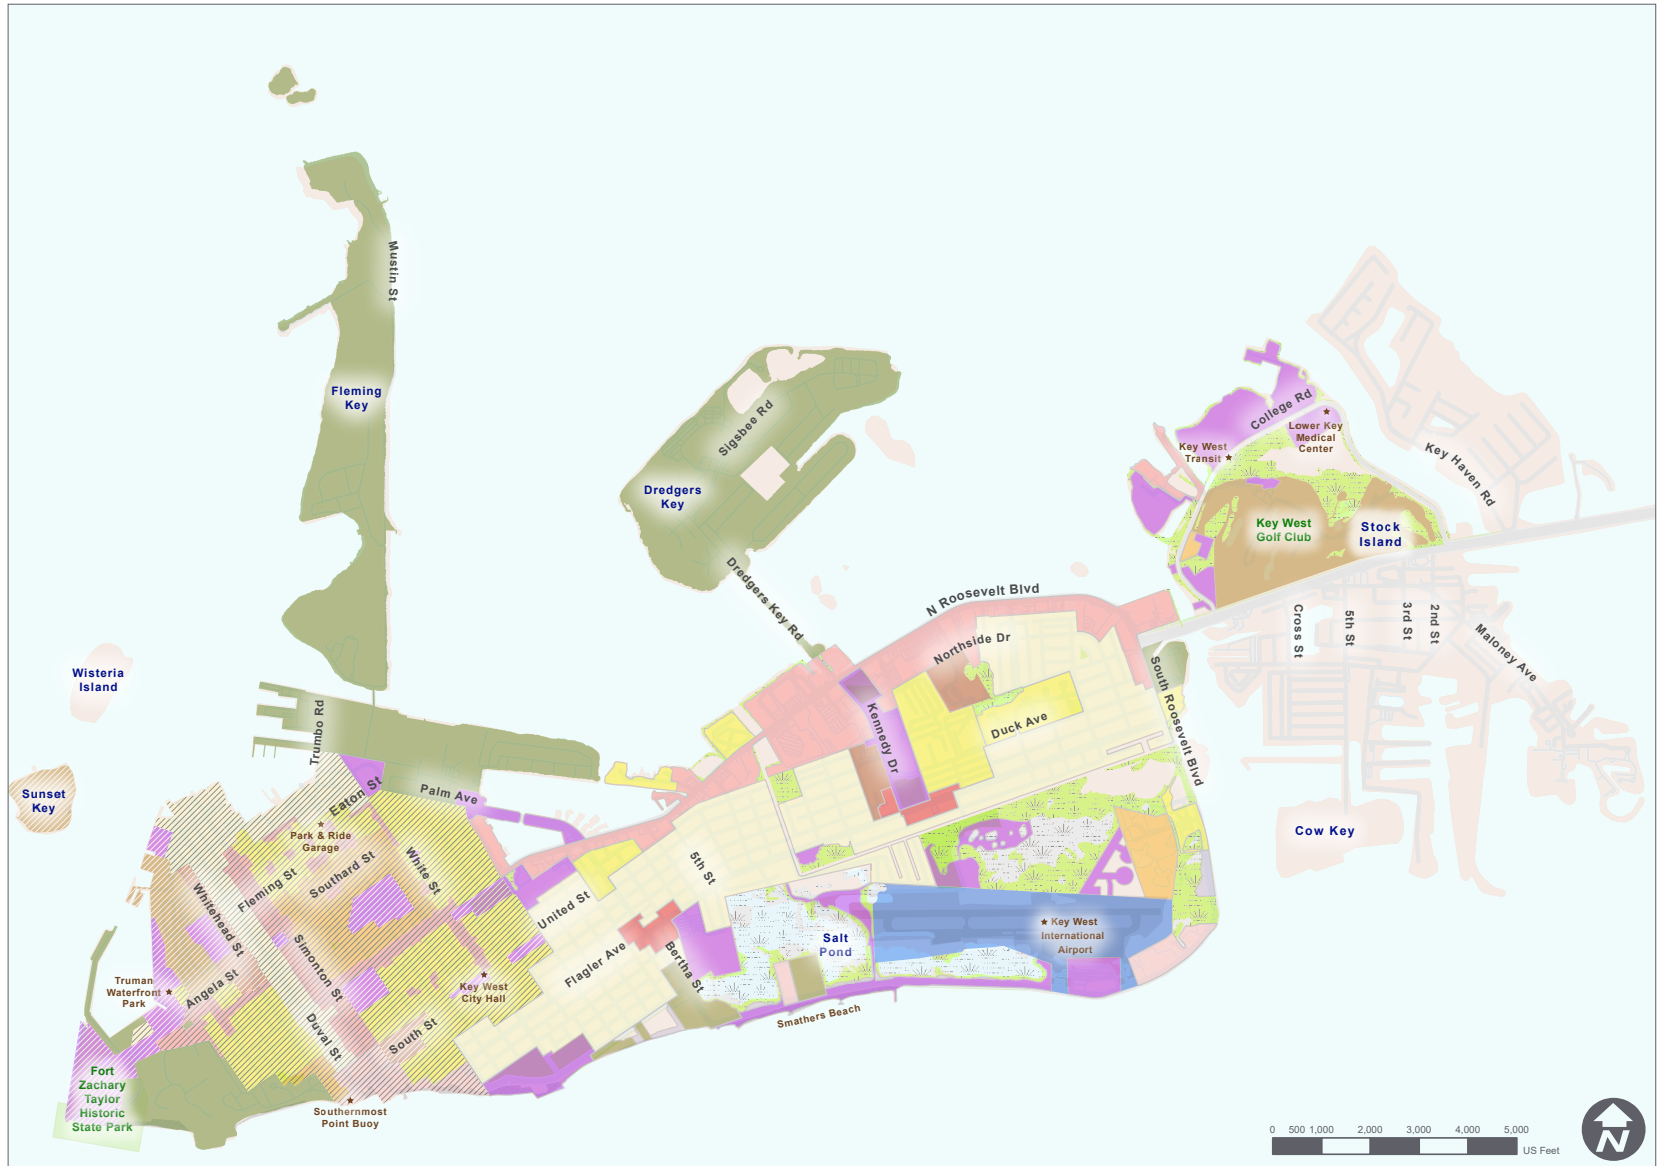 Mustin St
Fleming
Key
Sigsbee Rd
Dredgers
Key
Dredgers Key Rd
College Rd
Lower Key
Medical
Center
Key West
Transit
Key Haven Rd
Key West
Golf Club
Stock
Island
N Roosevelt Blvd
Northside Dr
Cross St
5th St
3rd St
2nd St
Maloney Ave
Wisteria
Island
Trumbo Rd
South Roosevelt Blvd
Kennedy Dr
Duck Ave
Sunset
Key
Eaton St
Palm Ave
Park & Ride
Garage
Cow Key
Fleming St
Southard St
White St
5th St
Whitehead St
United St
Simonton St
Flagler Ave
Bertha St
Salt
Pond
Key West
International
Airport
Truman
Waterfront
Park
Angela St
Key West
City Hall
Duval St
South St
Smathers Beach
Fort
Zachary
Taylor
Historic
State Park
Southernmost
Point Buoy
0 500 1,000 2,000 3,000 4,000 5,000
US Feet
N